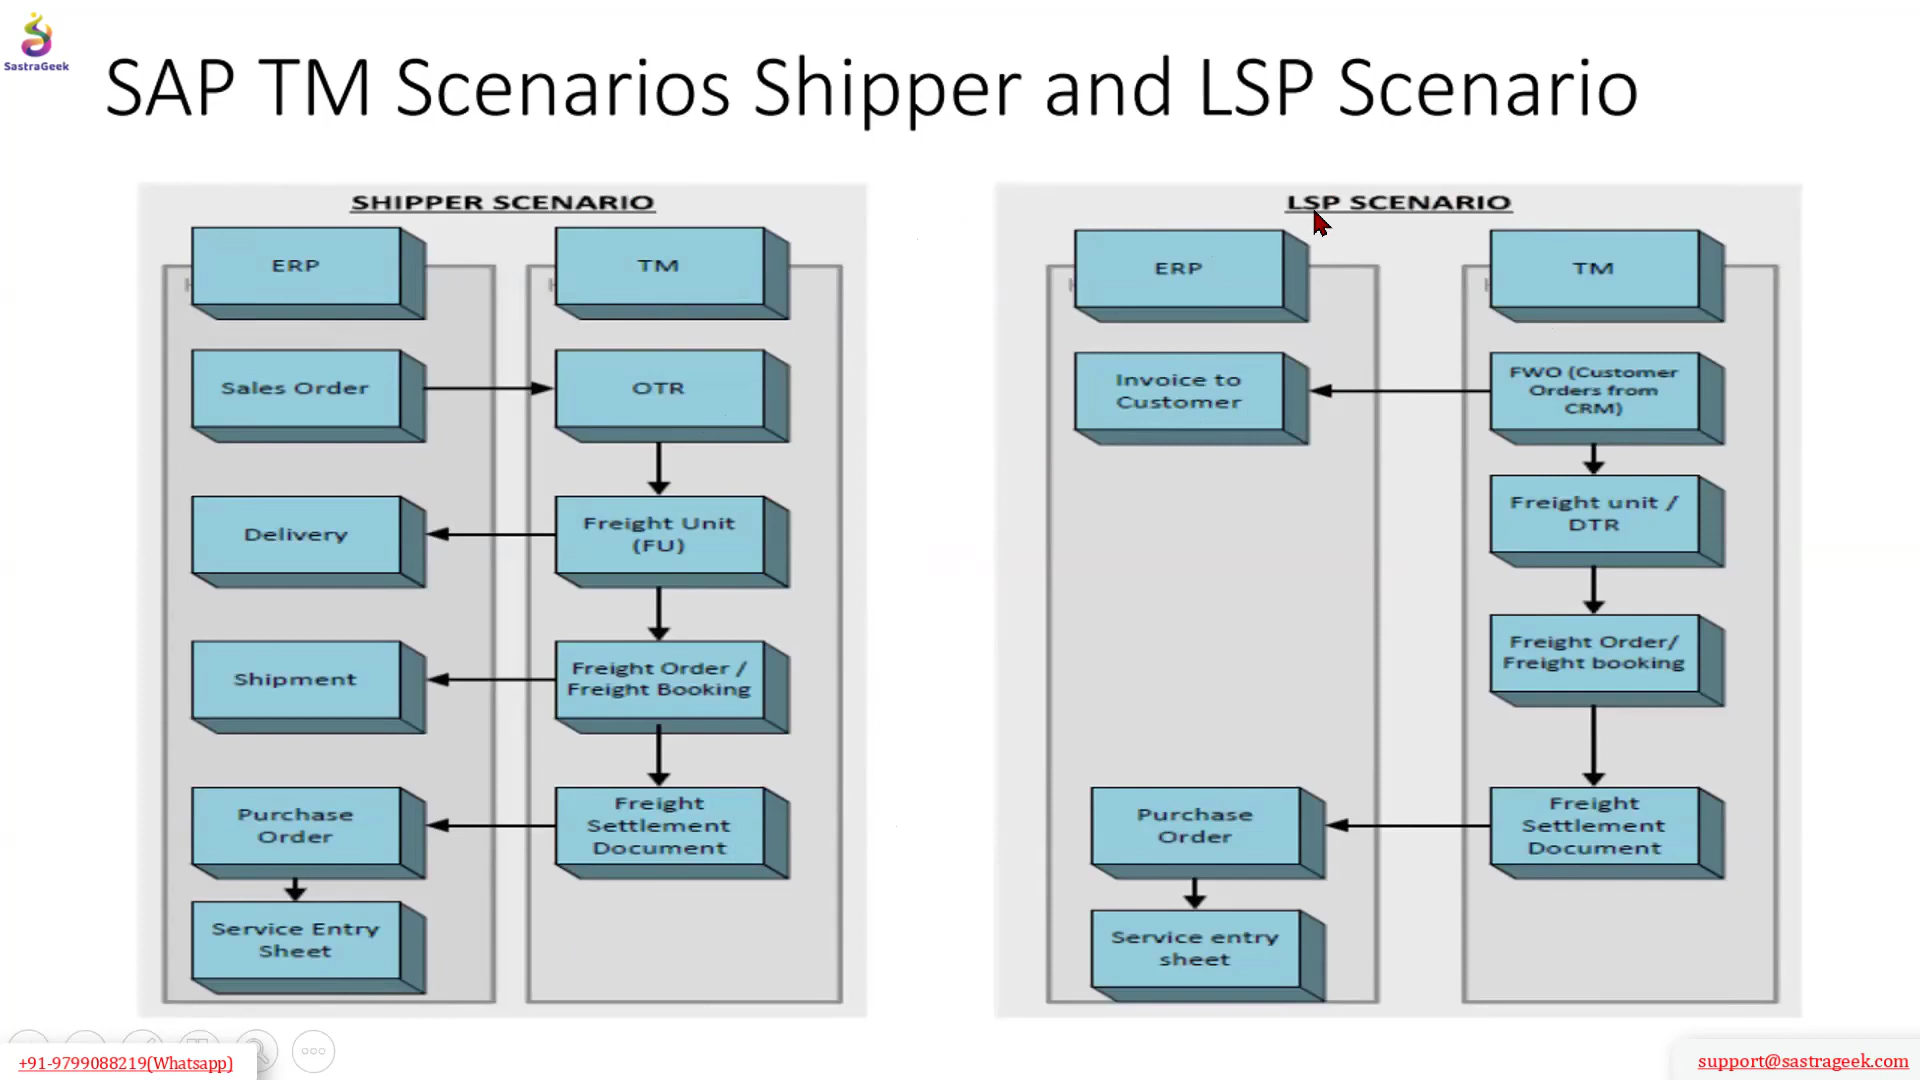 SastraGeek
SAP TM Scenarios Shipper and LSP Scenario
SHIPPER SCENARIO
ERP
TM
Sales Order
OTR
Delivery
Freight Unit
(FU)
Shipment
Freight Order /
Freight Booking
Purchase
Order
Freight
Settlement
Document
Service Entry
Sheet
LSP SCENARIO
ERP
TM
Invoice to
Customer
FWO (Customer
Orders from
CRM)
Freight unit /
DTR
Freight Order/
Freight booking
Purchase
Order
Freight
Settlement
Document
Service entry
sheet
+91-9799088219(Whatsapp)
support@sastrageek.com